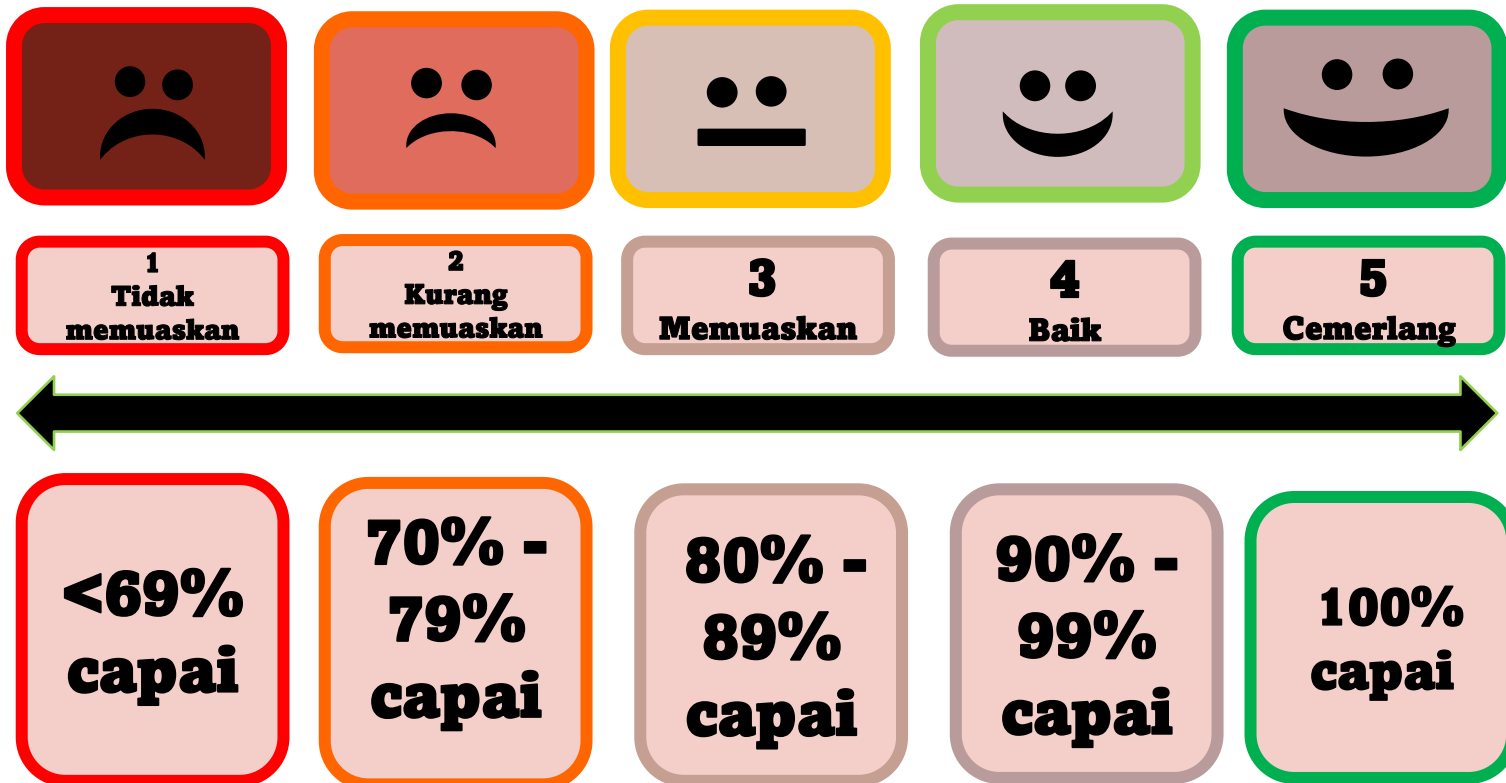 1
Tidak
memuaskan
2
Kurang
memuaskan
3
Memuaskan
4
Baik
5
Cemerlang
<69%
capai
70% -
79%
capai
80% -
89%
capai
90% -
99%
capai
100%
capai